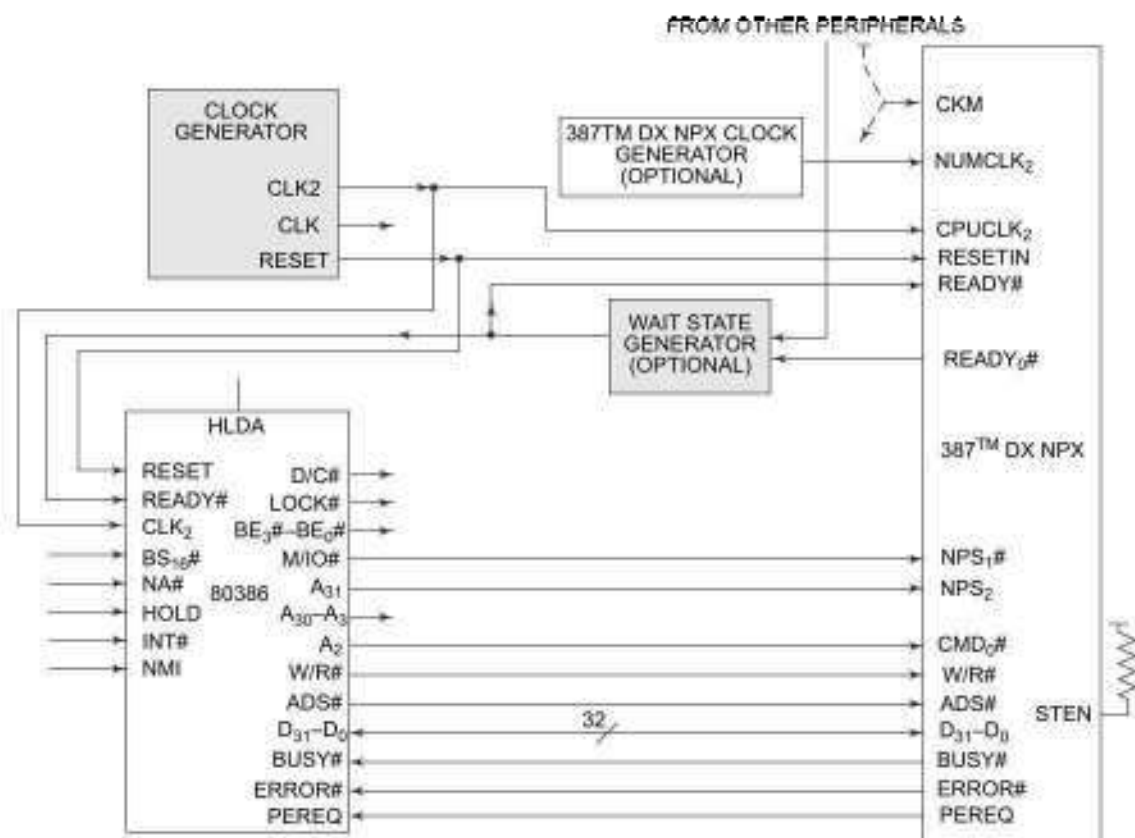 FROM OTHER PERIPHERALS
CLOCK
GENERATOR
CLK2
CLK
RESET
387TM DX NPX CLOCK
GENERATOR
(OPTIONAL)
CKM
NUMCLK₂
CPUCLK₂
RESETIN
READY#
WAIT STATE
GENERATOR
(OPTIONAL)
READY₀#
387™ DX NPX
HLDA
RESET
READY#
CLK₂
BS₁₆#
NA#
80386
HOLD
INT#
NMI
D/C#
LOCK#
BE₃#–BE₀#
M/IO#
A₃₁
A₃₀–A₃
A₂
W/R#
ADS#
D₃₁–D₀
BUSY#
ERROR#
PEREQ
32
NPS₁#
NPS₂
CMD₀#
W/R#
ADS#
STEN
D₃₁–D₀
BUSY#
ERROR#
PEREQ